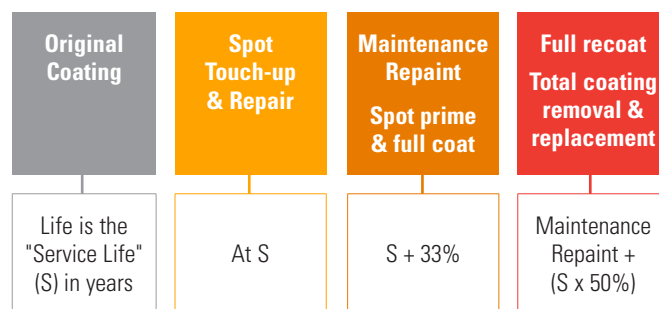 Original
Coating
Spot
Touch-up
& Repair
Maintenance
Repaint
Spot prime
& full coat
Full recoat
Total coating
removal &
replacement
Life is the
"Service Life"
(S) in years
At S
S + 33%
Maintenance
Repaint +
(S x 50%)